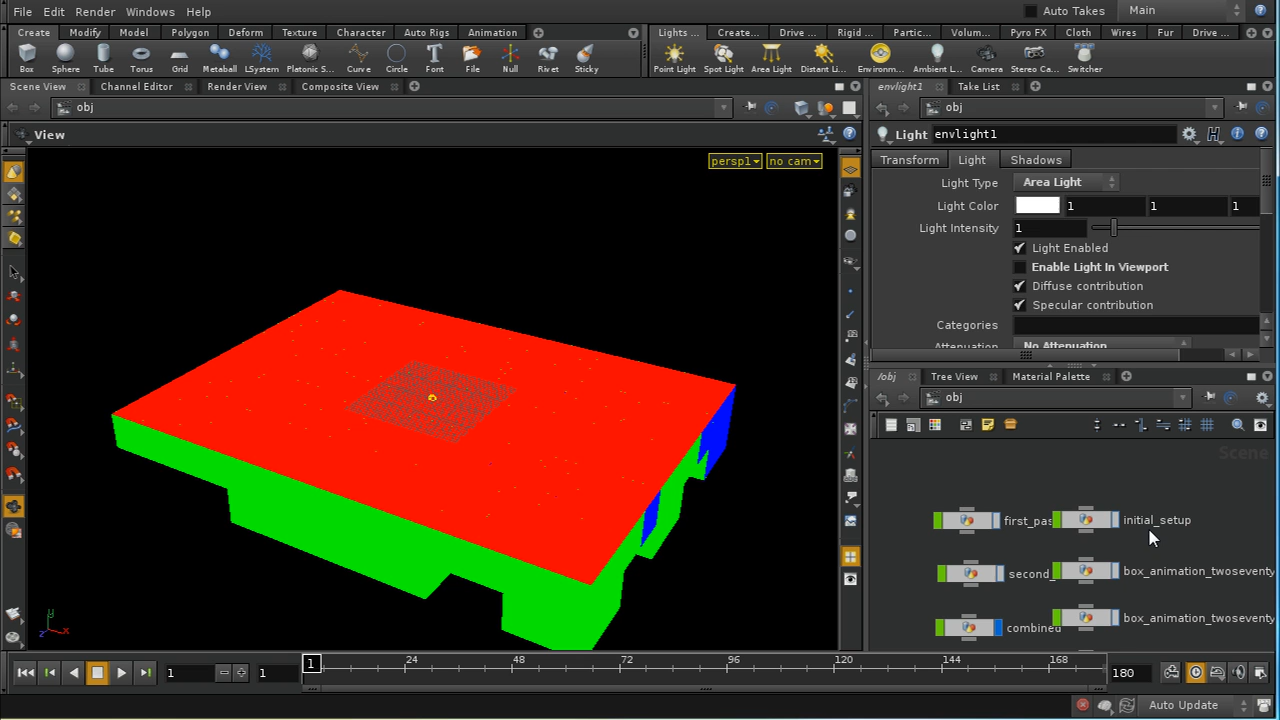 File Edit Render Windows Help Auto Takes Main
Create Modify Model Polygon Deform Texture Character Auto Rigs Animation Lights ... Create... Drive ... Rigid ... Partic... Volum... Pyro FX Cloth Wires Fur Drive ...
Box Sphere Tube Torus Grid Metaball LSystem Platonic S... Curve Circle Font File Null Rivet Sticky Point Light Spot Light Area Light Distant Li... Environm... Ambient L... Camera Stereo Ca... Switcher
Scene View Channel Editor Render View Composite View envlight1 Take List
obj obj
View Light envlight1
persp1 no cam
Transform Light Shadows
Light Type Area Light
Light Color 1 1 1
Light Intensity 1
Light Enabled
Enable Light In Viewport
Diffuse contribution
Specular contribution
Categories
Attenuation No Attenuation
/obj Tree View Material Palette
obj
Scene
first_pas initial_setup
second_ box_animation_twoseventy
combined box_animation_twoseventy
y x z
1 1 1 24 48 72 96 120 144 168 180
Auto Update